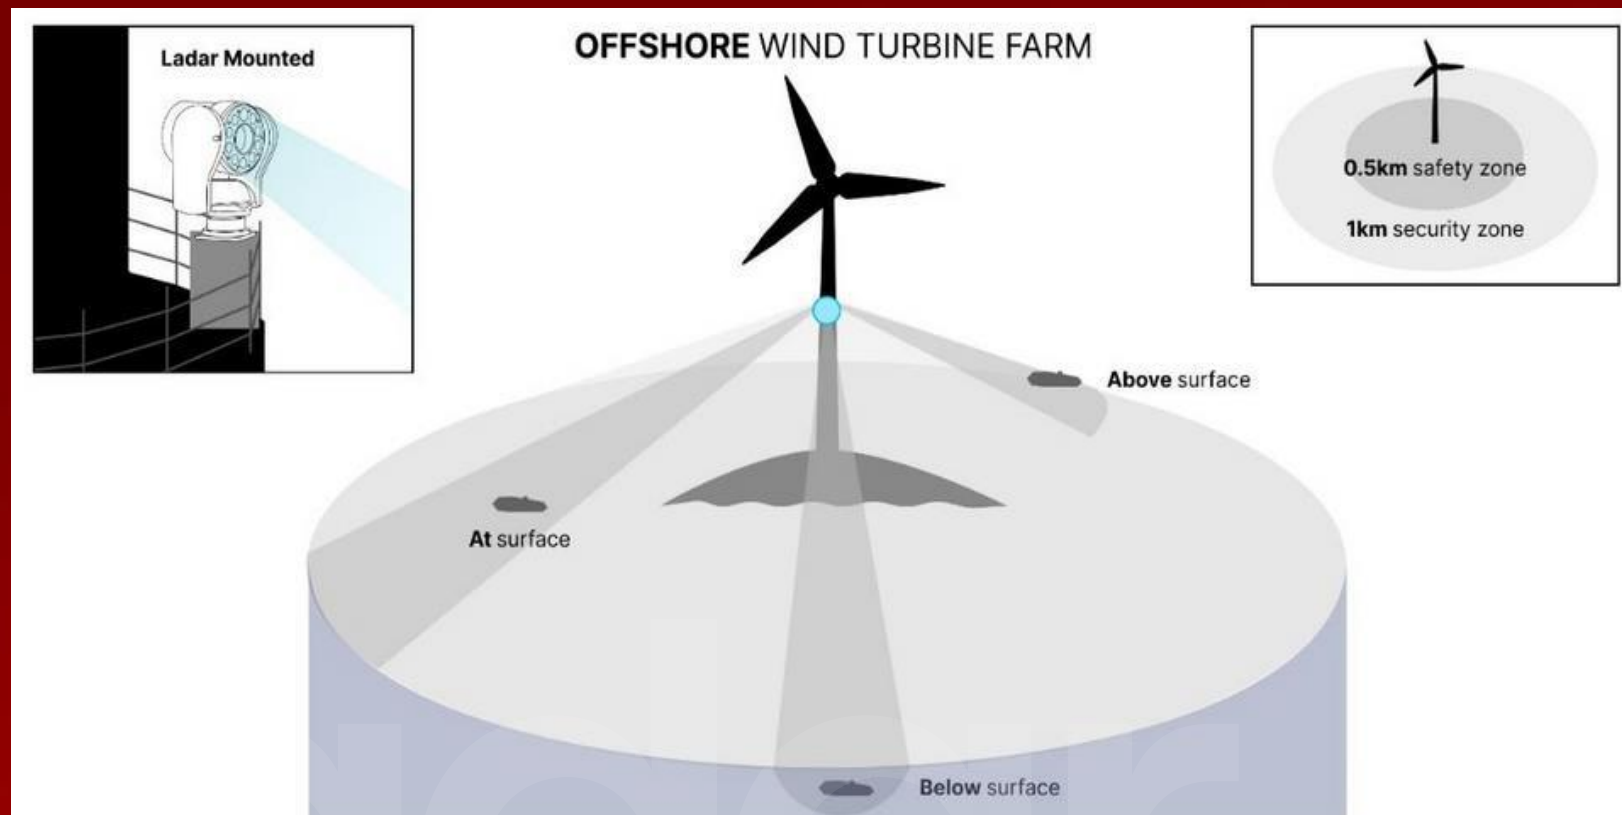 Ladar Mounted
OFFSHORE WIND TURBINE FARM
0.5km safety zone
1km security zone
Above surface
At surface
Below surface